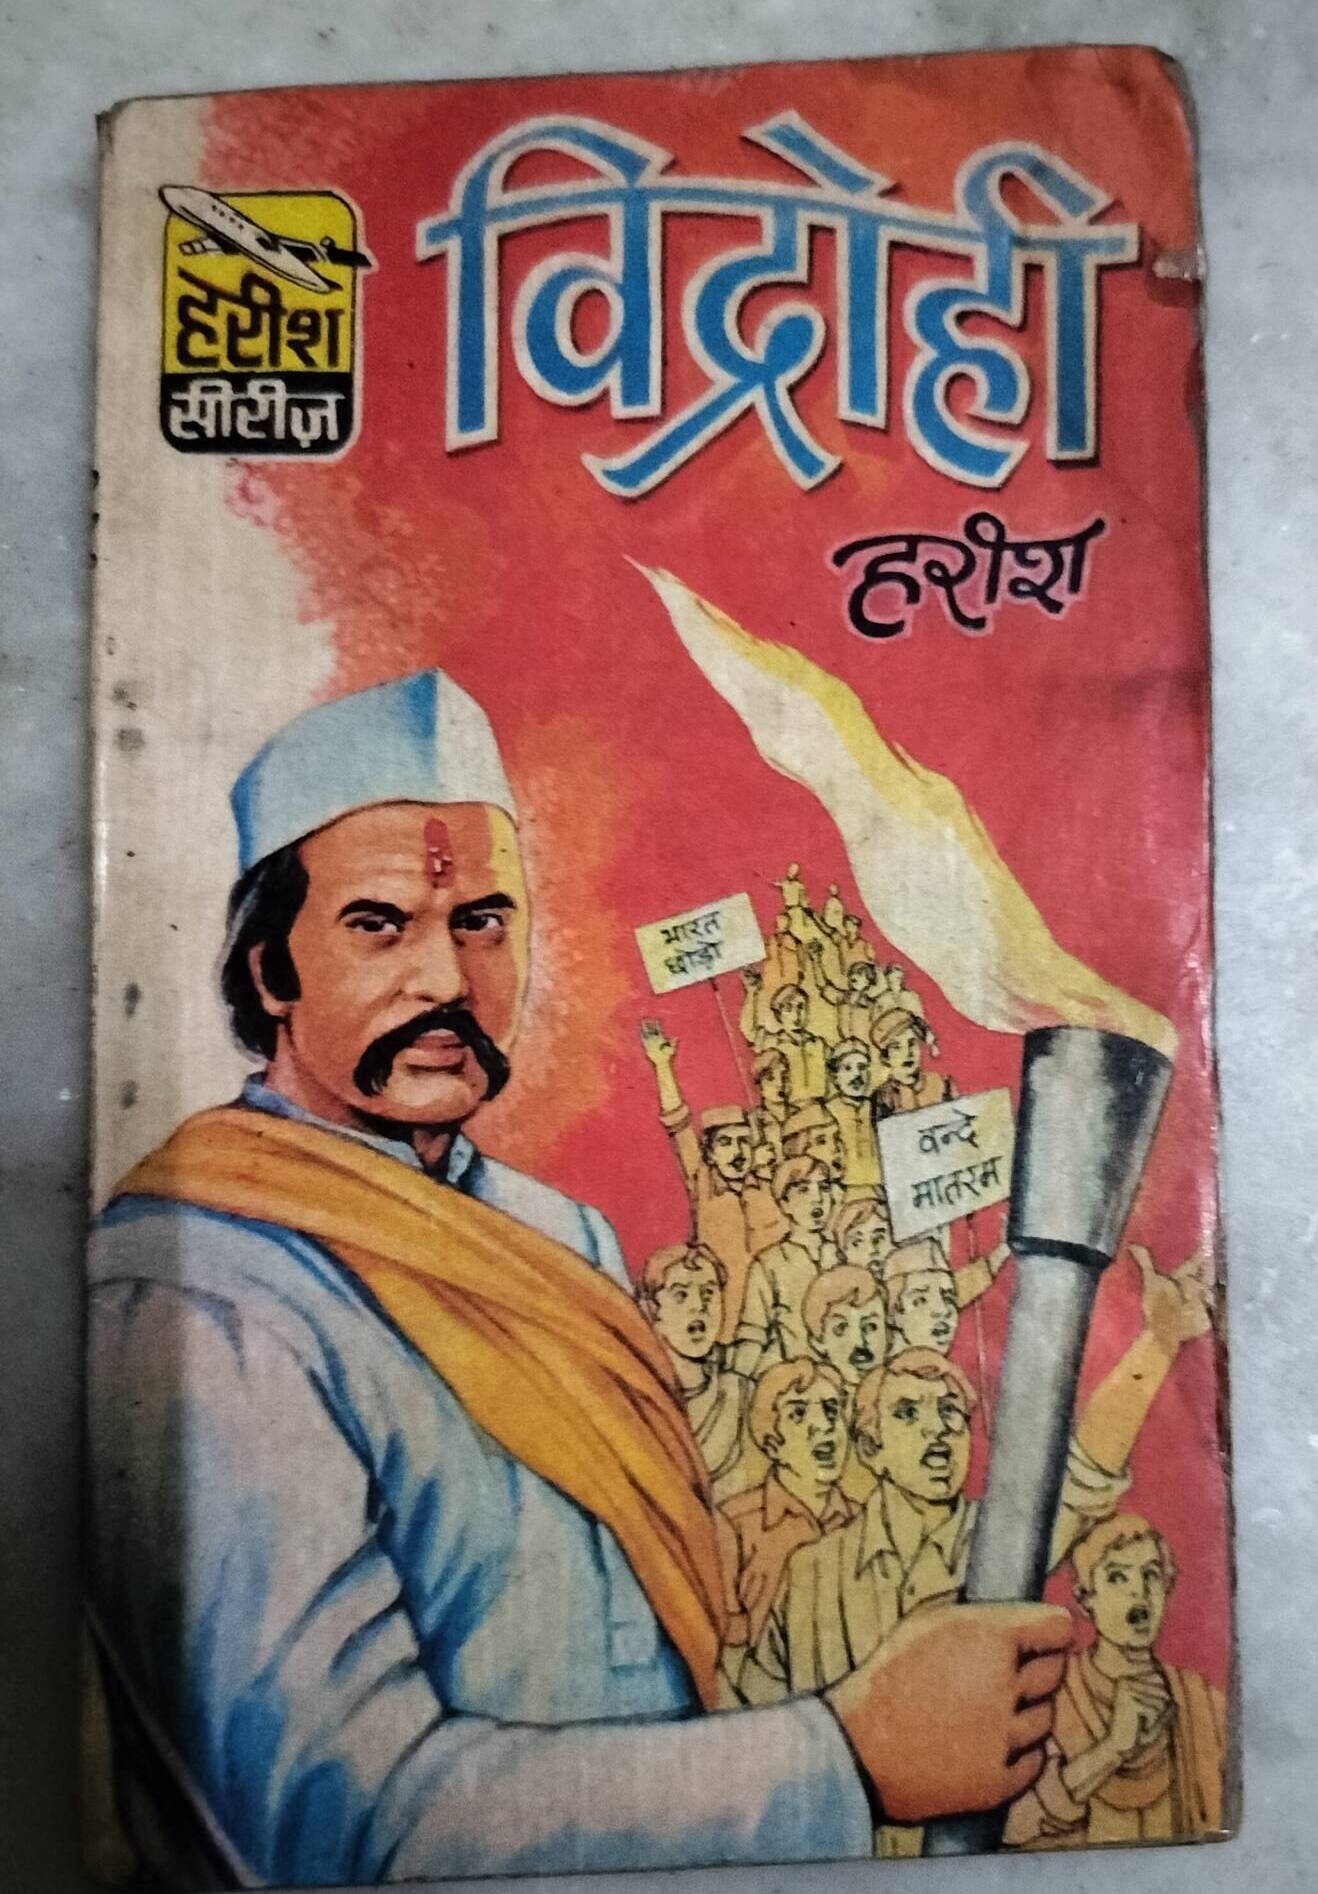 विद्रोही
हरीश
सीरीज़
हरीश
भारत
छोड़ो
वन्दे
मातरम